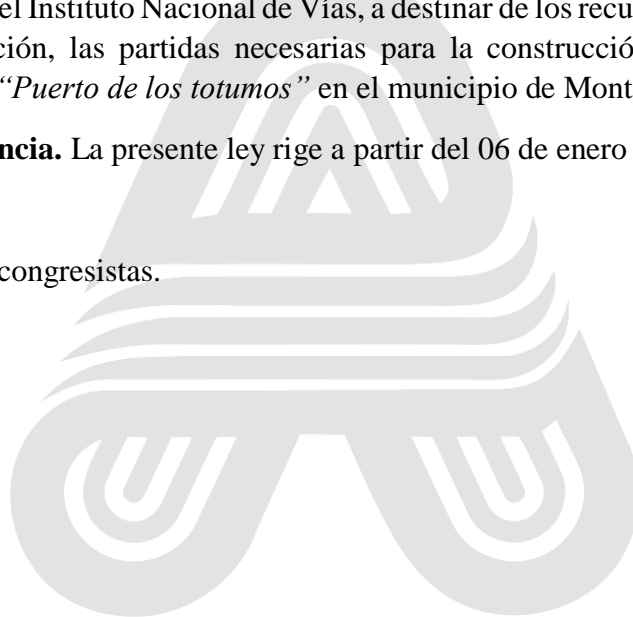 el Instituto Nacional de Vías, a destinar de los recu
ción, las partidas necesarias para la construcció
“Puerto de los totumos” en el municipio de Mont
ncia. La presente ley rige a partir del 06 de enero
congresistas.